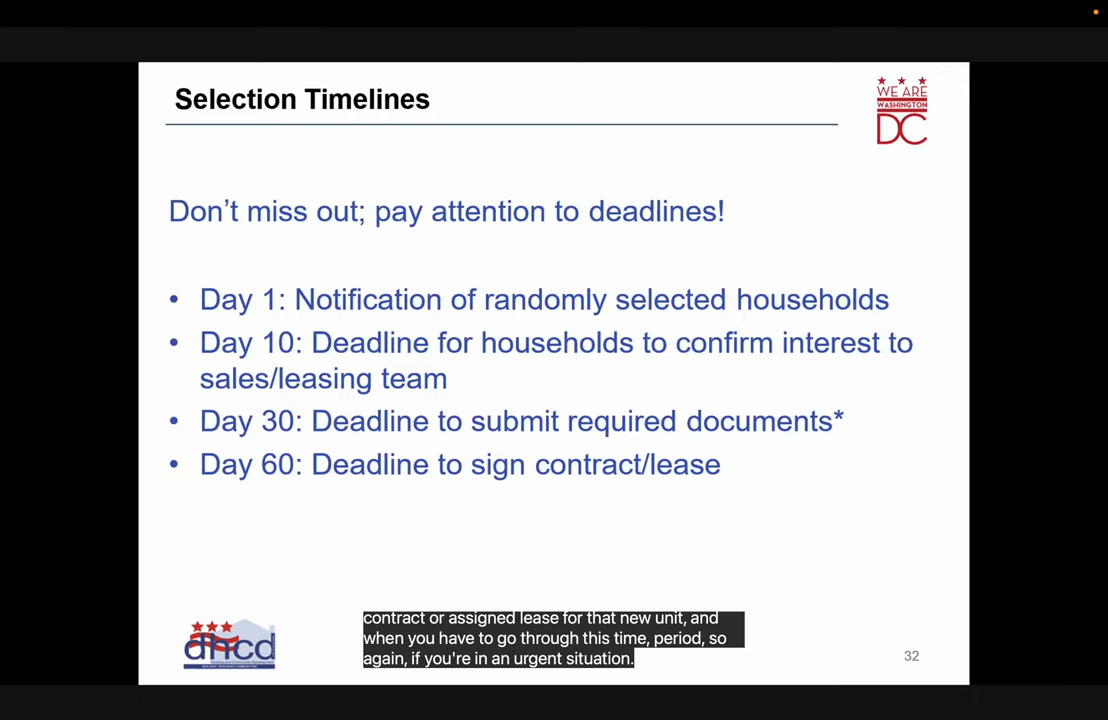 Selection Timelines
WE ARE
WASHINGTON
DC
Don't miss out; pay attention to deadlines!
• Day 1: Notification of randomly selected households
• Day 10: Deadline for households to confirm interest to
sales/leasing team
• Day 30: Deadline to submit required documents*
• Day 60: Deadline to sign contract/lease
dhcd
contract or assigned lease for that new unit, and
when you have to go through this time, period, so
again, if you're in an urgent situation.
32